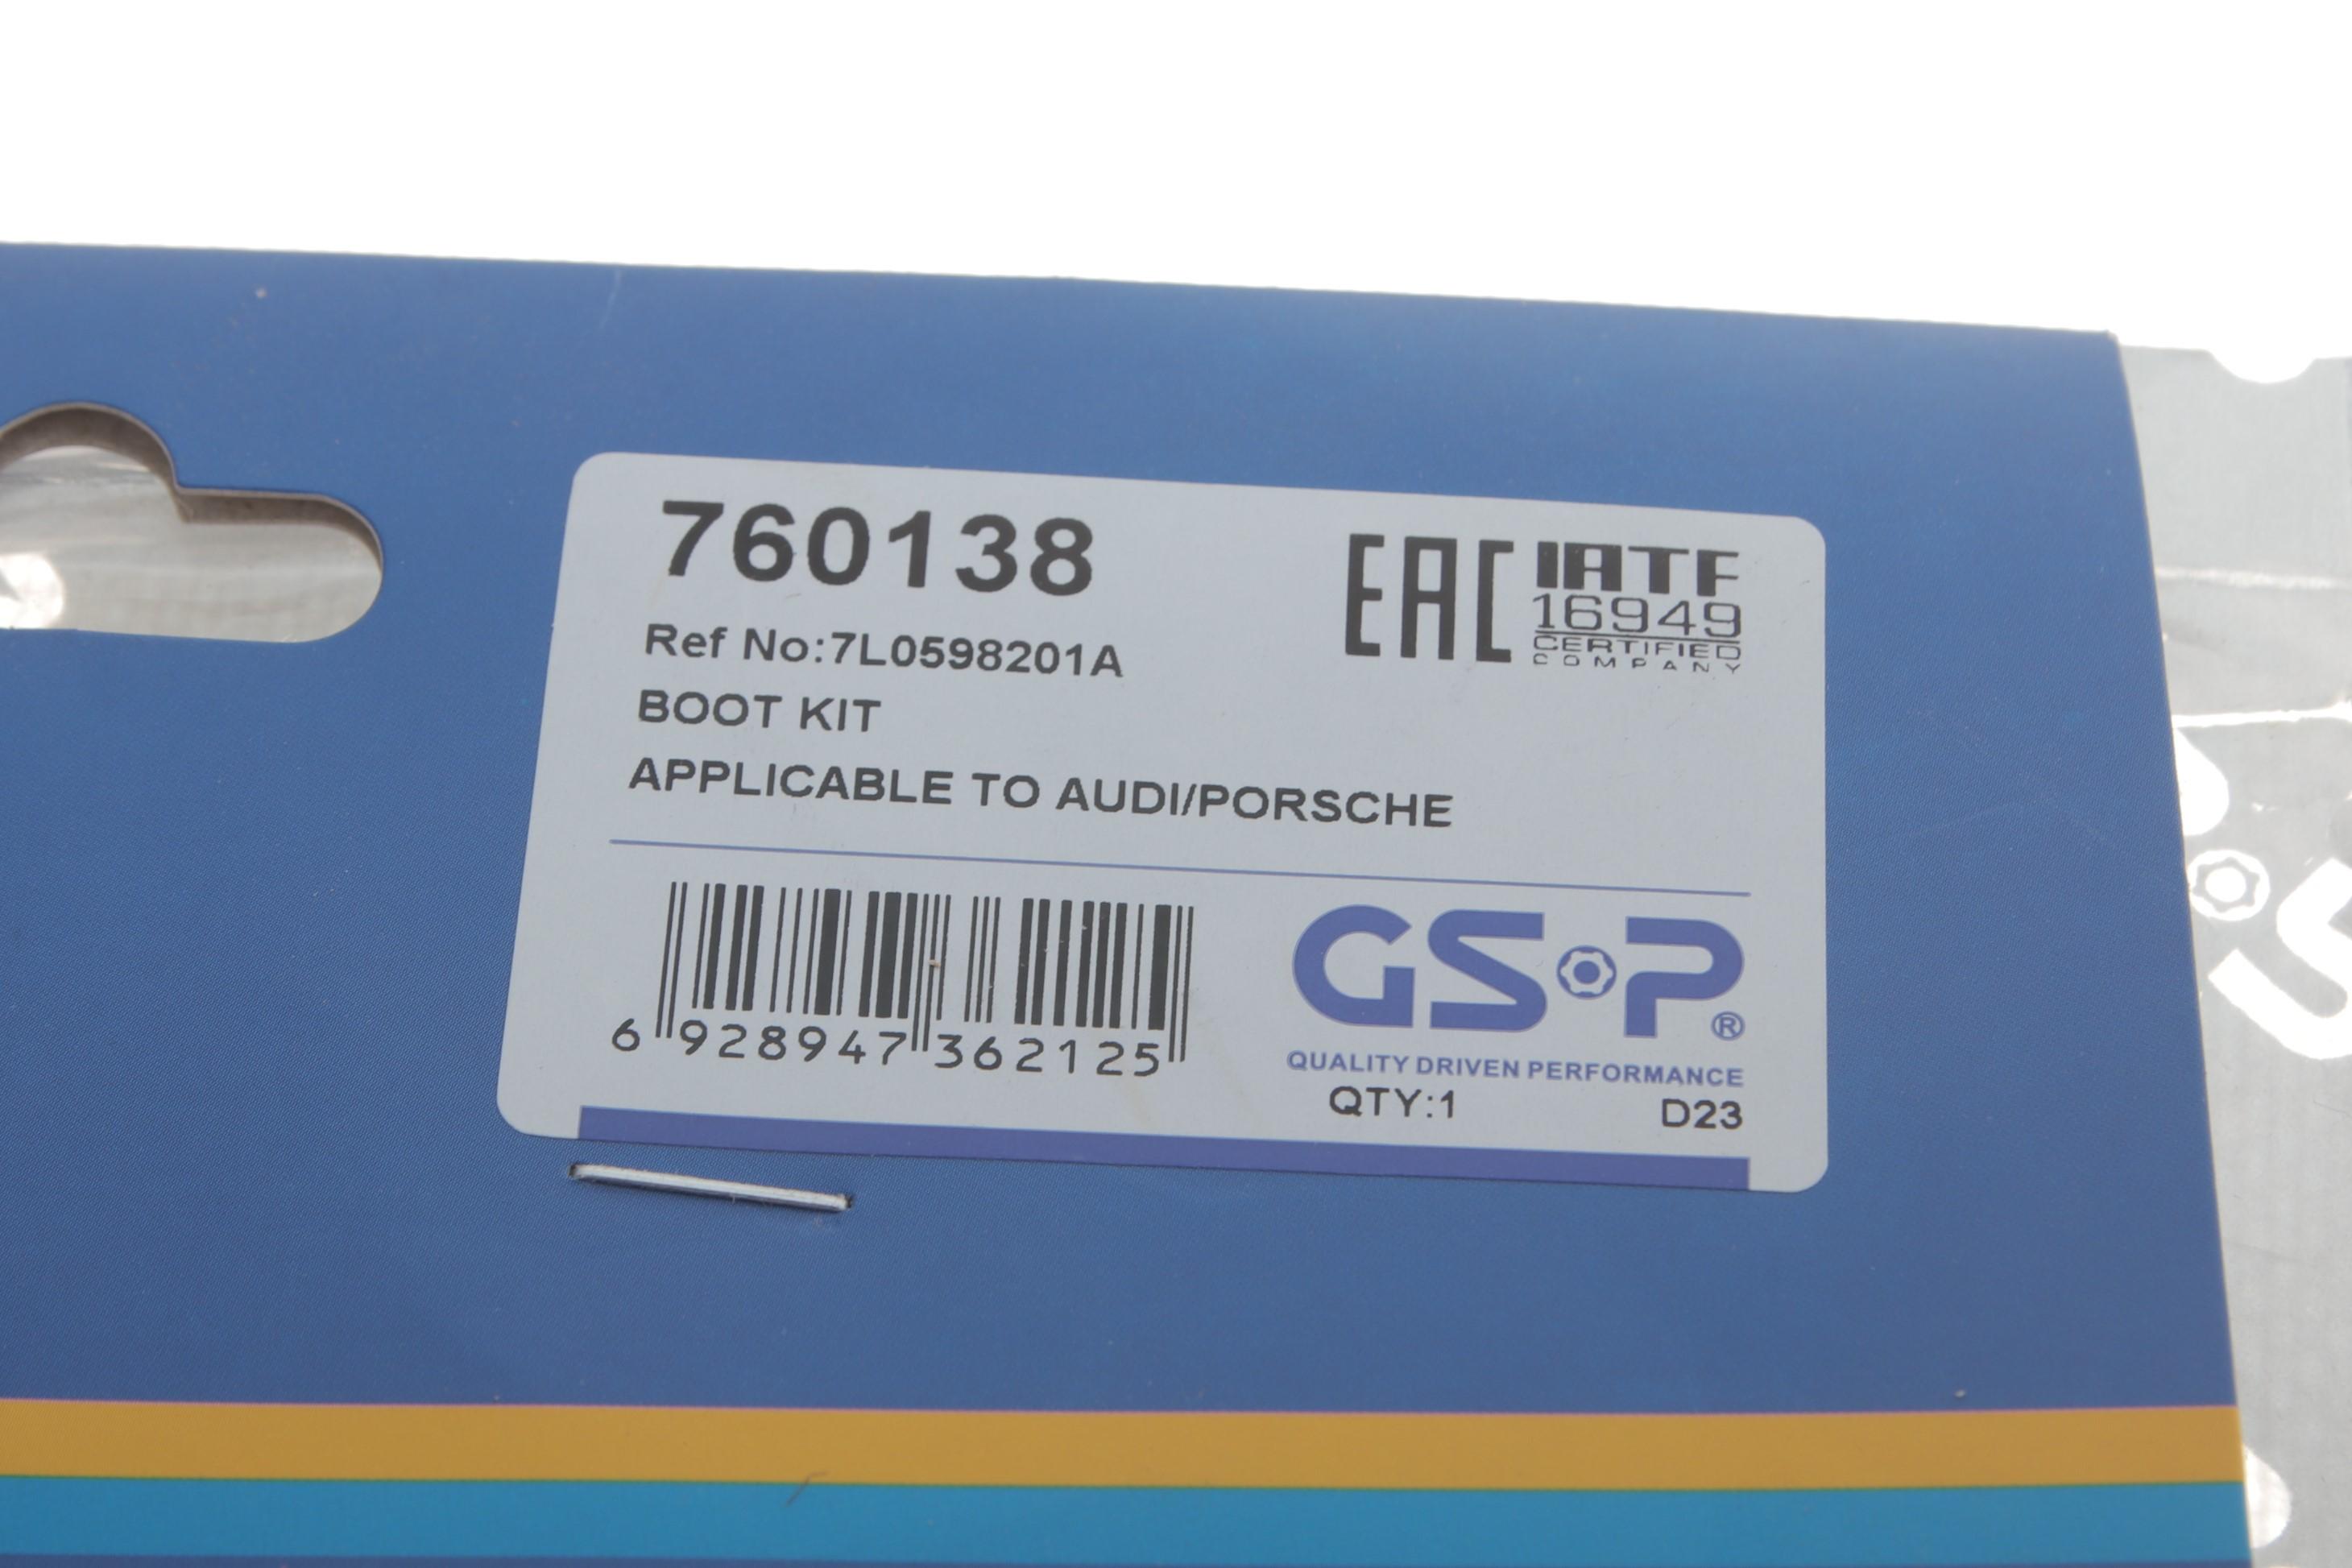 760138
EAC
IATF
16949
CERTIFIED
COMPANY
Ref No:7L0598201A
BOOT KIT
APPLICABLE TO AUDI/PORSCHE
6 928947 362125
GSP®
QUALITY DRIVEN PERFORMANCE
QTY:1 D23